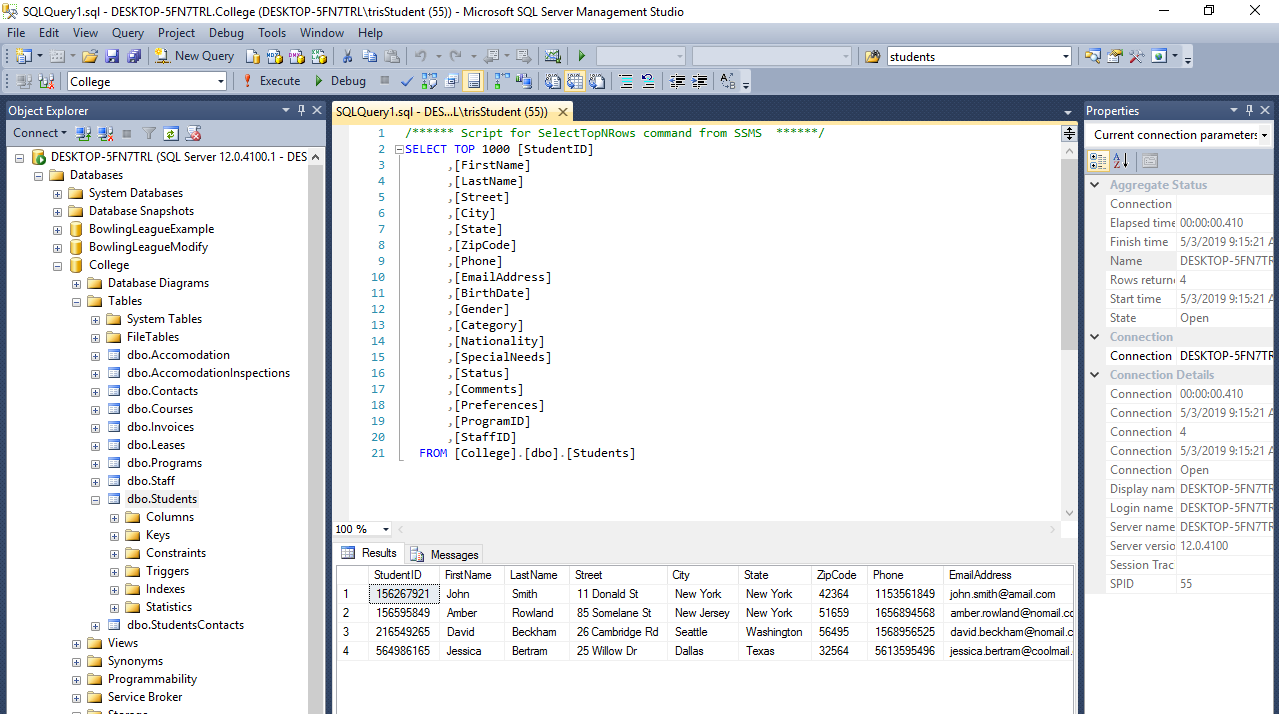 SQLQuery1.sql - DESKTOP-5FN7TRL.College (DESKTOP-5FN7TRL\trisStudent (55)) - Microsoft SQL Server Management Studio
File Edit View Query Project Debug Tools Window Help
New Query students
College Execute Debug
Object Explorer
Connect
DESKTOP-5FN7TRL (SQL Server 12.0.4100.1 - DES
Databases
System Databases
Database Snapshots
BowlingLeagueExample
BowlingLeagueModify
College
Database Diagrams
Tables
System Tables
FileTables
dbo.Accomodation
dbo.AccomodationInspections
dbo.Contacts
dbo.Courses
dbo.Invoices
dbo.Leases
dbo.Programs
dbo.Staff
dbo.Students
Columns
Keys
Constraints
Triggers
Indexes
Statistics
dbo.StudentsContacts
Views
Synonyms
Programmability
Service Broker
Storage
SQLQuery1.sql - DES...L\trisStudent (55))
1 /****** Script for SelectTopNRows command from SSMS ******/
2 SELECT TOP 1000 [StudentID]
3 ,[FirstName]
4 ,[LastName]
5 ,[Street]
6 ,[City]
7 ,[State]
8 ,[ZipCode]
9 ,[Phone]
10 ,[EmailAddress]
11 ,[BirthDate]
12 ,[Gender]
13 ,[Category]
14 ,[Nationality]
15 ,[SpecialNeeds]
16 ,[Status]
17 ,[Comments]
18 ,[Preferences]
19 ,[ProgramID]
20 ,[StaffID]
21 FROM [College].[dbo].[Students]
100 %
Results Messages
StudentID FirstName LastName Street City State ZipCode Phone EmailAddress
1 156267921 John Smith 11 Donald St New York New York 42364 1153561849 john.smith@amail.com
2 156595849 Amber Rowland 85 Somelane St New Jersey New York 51659 1656894568 amber.rowland@nomail.co
3 216549265 David Beckham 26 Cambridge Rd Seattle Washington 56495 1568956525 david.beckham@nomail.c
4 564986165 Jessica Bertram 25 Willow Dr Dallas Texas 32564 5613595496 jessica.bertram@coolmail.
Properties
Current connection parameters
Aggregate Status
Connection
Elapsed time 00:00:00.410
Finish time 5/3/2019 9:15:21 A
Name DESKTOP-5FN7TR
Rows returne 4
Start time 5/3/2019 9:15:21 A
State Open
Connection
Connection DESKTOP-5FN7TR
Connection Details
Connection 00:00:00.410
Connection 5/3/2019 9:15:21 A
Connection 4
Connection 5/3/2019 9:15:21 A
Connection Open
Display nam DESKTOP-5FN7TR
Login name DESKTOP-5FN7TR
Server name DESKTOP-5FN7TR
Server versio 12.0.4100
Session Trac
SPID 55